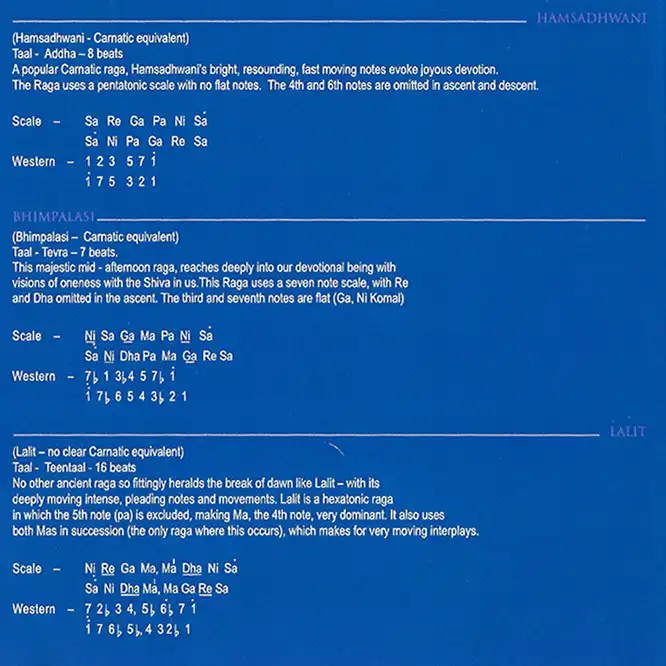 HAMSADHWANI
(Hamsadhwani - Carnatic equivalent)
Taal - Addha – 8 beats
A popular Carnatic raga, Hamsadhwani's bright, resounding, fast moving notes evoke joyous devotion.
The Raga uses a pentatonic scale with no flat notes. The 4th and 6th notes are omitted in ascent and descent.
Scale – Sa Re Ga Pa Ni Ṡa
Ṡa Ni Pa Ga Re Sa
Western – 1 2 3 5 7 1̇
1̇ 7 5 3 2 1
BHIMPALASI
(Bhimpalasi – Carnatic equivalent)
Taal - Tevra – 7 beats.
This majestic mid - afternoon raga, reaches deeply into our devotional being with
visions of oneness with the Shiva in us.This Raga uses a seven note scale, with Re
and Dha omitted in the ascent. The third and seventh notes are flat (Ga, Ni Komal)
Scale – Ni Sa Ga Ma Pa Ni Ṡa
Ṡa Ni Dha Pa Ma Ga Re Sa
Western – 7♭ 1 3♭4 5 7♭ 1̇
1̇ 7♭ 6 5 4 3♭ 2 1
LALIT
(Lalit – no clear Carnatic equivalent)
Taal - Teentaal - 16 beats
No other ancient raga so fittingly heralds the break of dawn like Lalit – with its
deeply moving intense, pleading notes and movements. Lalit is a hexatonic raga
in which the 5th note (pa) is excluded, making Ma, the 4th note, very dominant. It also uses
both Mas in succession (the only raga where this occurs), which makes for very moving interplays.
Scale – Ni Re Ga Ma, Má Dha Ni Ṡa
Ṡa Ni Dha Má, Ma Ga Re Sa
Western – 7 2♭ 3 4, 5♭ 6♭ 7 1̇
1̇ 7 6♭ 5♭, 4 3 2♭ 1